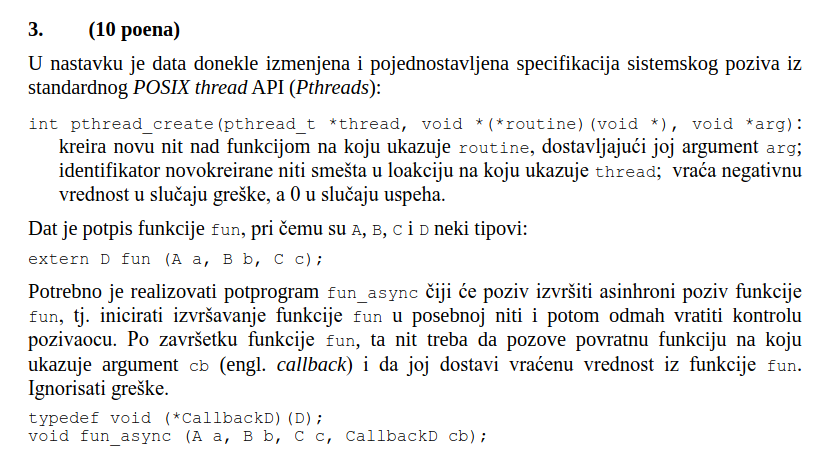 3. (10 poena)
U nastavku je data donekle izmenjena i pojednostavljena specifikacija sistemskog poziva iz
standardnog POSIX thread API (Pthreads):
int pthread_create(pthread_t *thread, void *(*routine)(void *), void *arg):
kreira novu nit nad funkcijom na koju ukazuje routine, dostavljajući joj argument arg;
identifikator novokreirane niti smešta u loakciju na koju ukazuje thread; vraća negativnu
vrednost u slučaju greške, a 0 u slučaju uspeha.
Dat je potpis funkcije fun, pri čemu su A, B, C i D neki tipovi:
extern D fun (A a, B b, C c);
Potrebno je realizovati potprogram fun_async čiji će poziv izvršiti asinhroni poziv funkcije
fun, tj. inicirati izvršavanje funkcije fun u posebnoj niti i potom odmah vratiti kontrolu
pozivaocu. Po završetku funkcije fun, ta nit treba da pozove povratnu funkciju na koju
ukazuje argument cb (engl. callback) i da joj dostavi vraćenu vrednost iz funkcije fun.
Ignorisati greške.
typedef void (*CallbackD)(D);
void fun_async (A a, B b, C c, CallbackD cb);